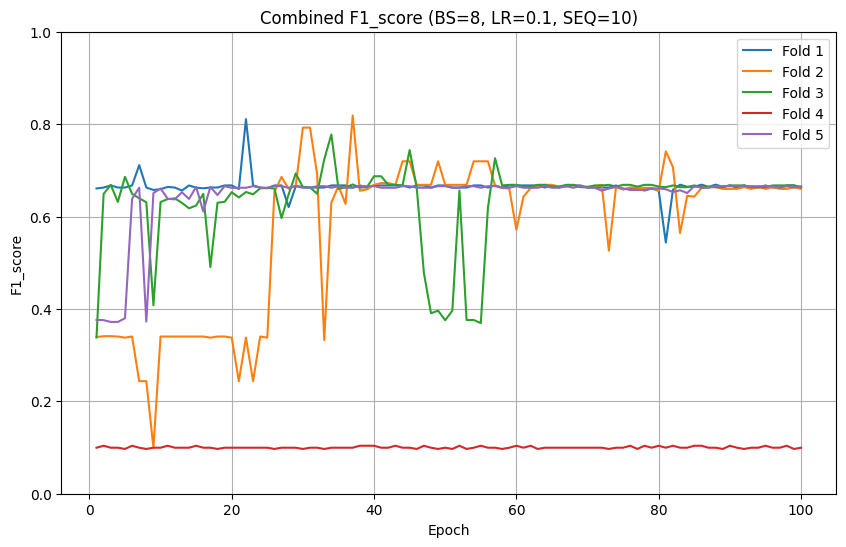 Combined F1_score (BS=8, LR=0.1, SEQ=10)
1.0
0.8
0.6
0.4
0.2
0.0
F1_score
0
20
40
60
80
100
Epoch
Fold 1
Fold 2
Fold 3
Fold 4
Fold 5